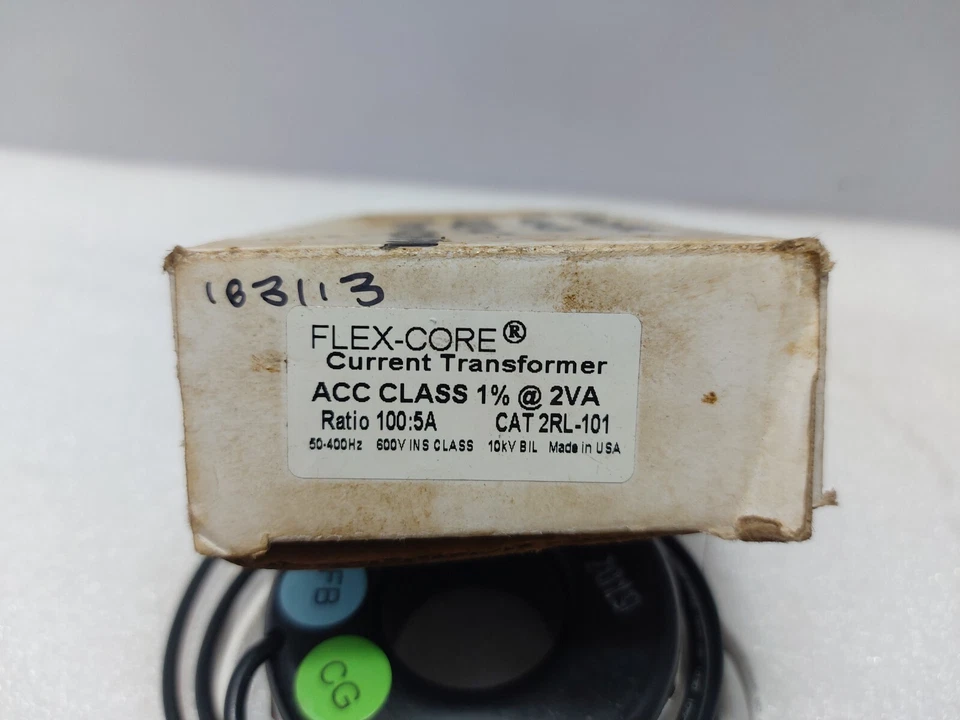 183113
FLEX-CORE®
Current Transformer
ACC CLASS 1% @ 2VA
Ratio 100:5A CAT 2RL-101
50-400Hz 600V INS CLASS 10kV BIL Made in USA
FB
CG